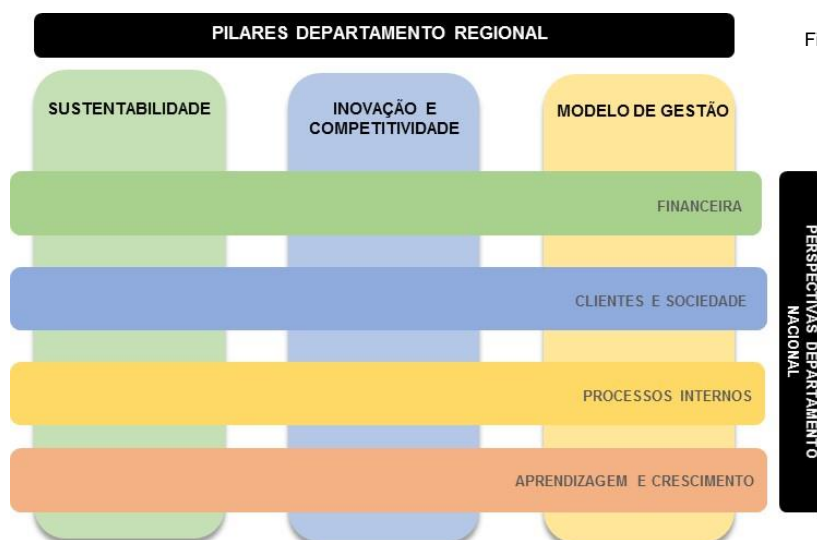 PILARES DEPARTAMENTO REGIONAL
SUSTENTABILIDADE
INOVAÇÃO E
COMPETITIVIDADE
MODELO DE GESTÃO
FINANCEIRA
CLIENTES E SOCIEDADE
PROCESSOS INTERNOS
APRENDIZAGEM E CRESCIMENTO
PERSPECTIVAS DEPARTAMENTO
NACIONAL